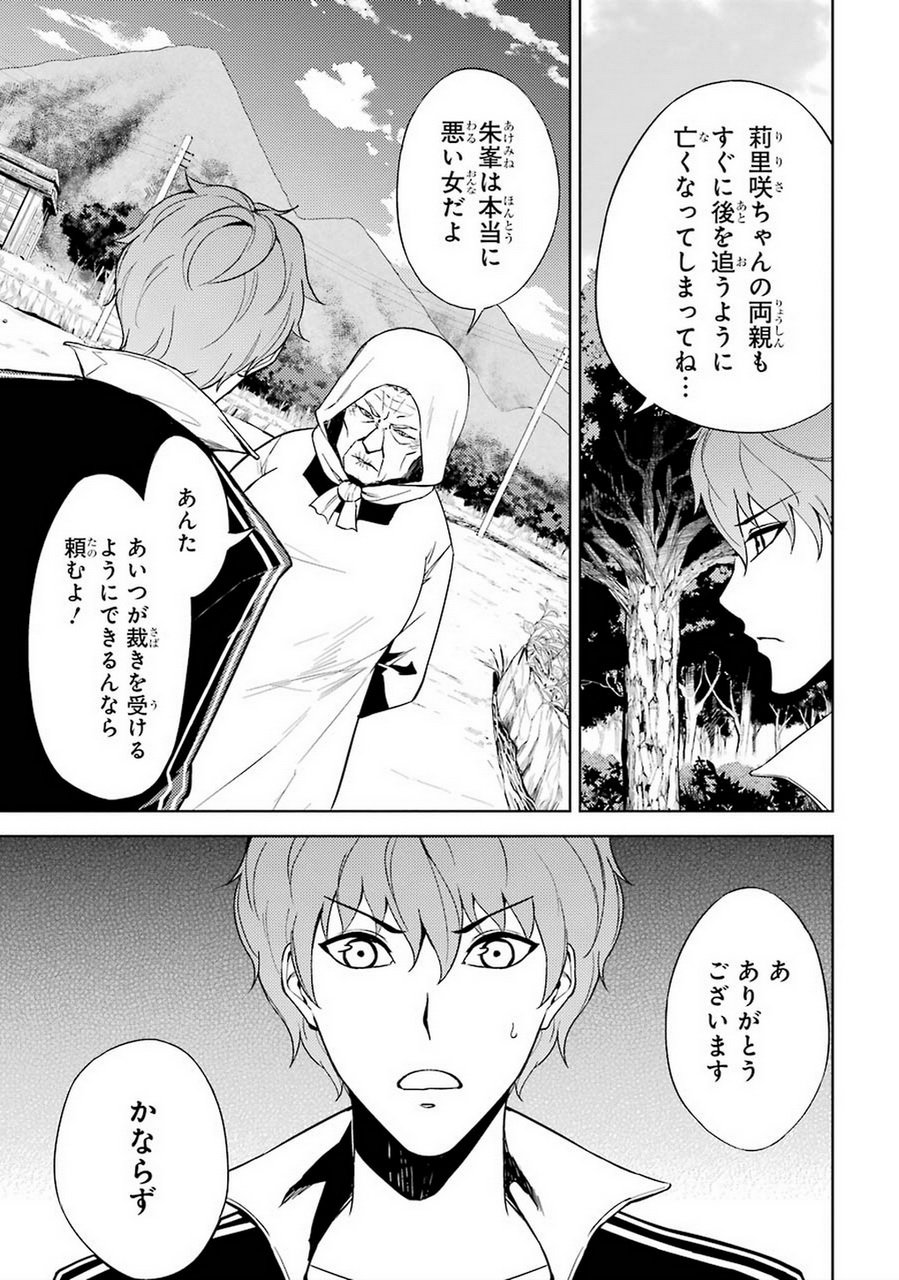 莉里咲ちゃんの両親も
すぐに後を追うように
亡くなってしまってね…
朱峯は本当に
悪い女だよ
あんた
あいつが裁きを受ける
ようにできるんなら
頼むよ!
あ
ありがとう
ございます
かならず